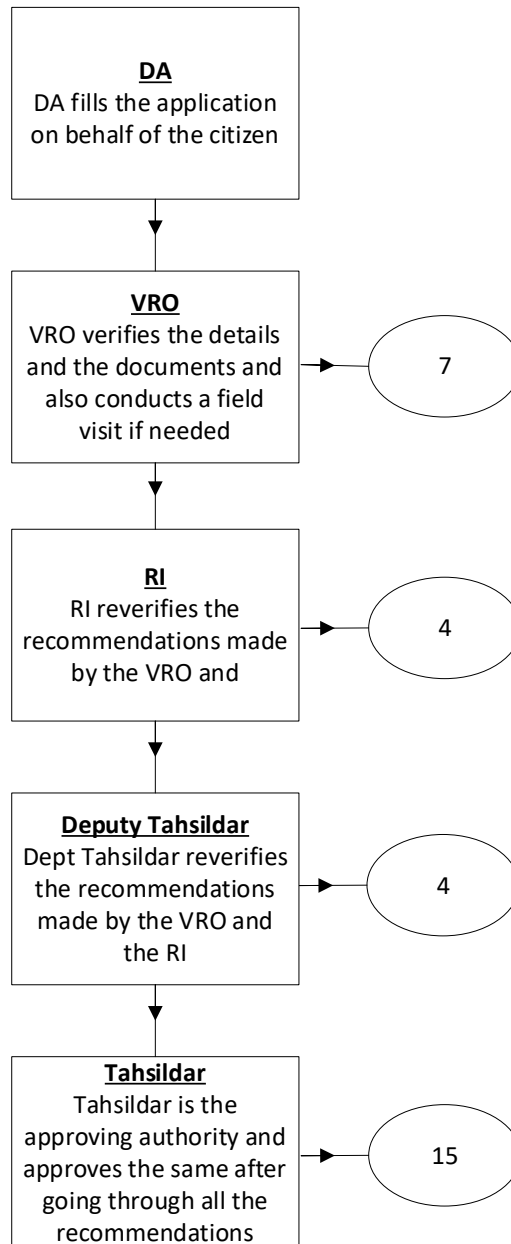 DA
DA fills the application
on behalf of the citizen
VRO
VRO verifies the details
and the documents and
also conducts a field
visit if needed
7
RI
RI reverifies the
recommendations made
by the VRO and
4
Deputy Tahsildar
Dept Tahsildar reverifies
the recommendations
made by the VRO and
the RI
4
Tahsildar
Tahsildar is the
approving authority and
approves the same after
going through all the
recommendations
15